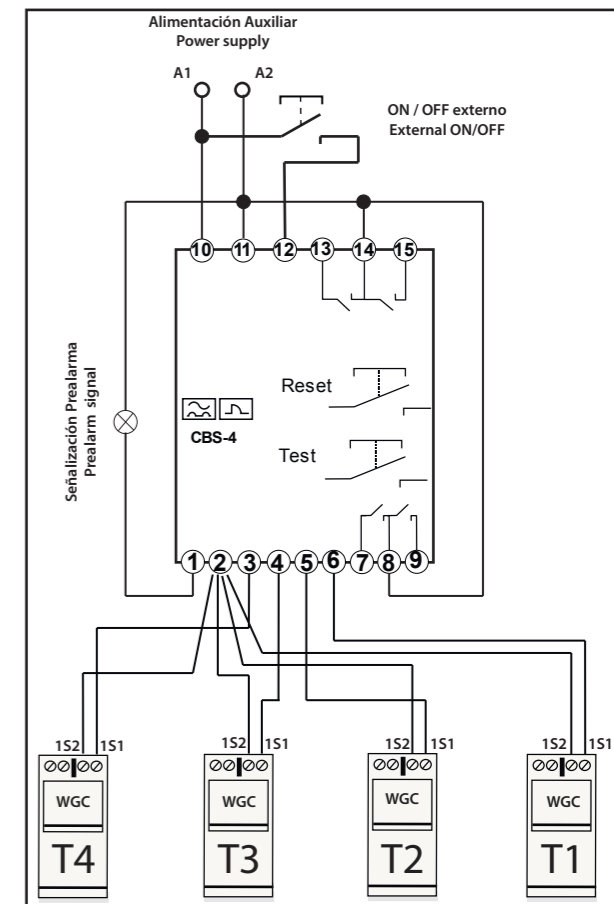 Alimentación Auxiliar
Power supply
A1
A2
ON / OFF externo
External ON/OFF
10
11
12
13
14
15
Señalización Prealarma
Prealarm signal
Reset
CBS-4
Test
1
2
3
4
5
6
7
8
9
1S2
1S1
1S2
1S1
1S2
1S1
1S2
1S1
WGC
WGC
WGC
WGC
T4
T3
T2
T1